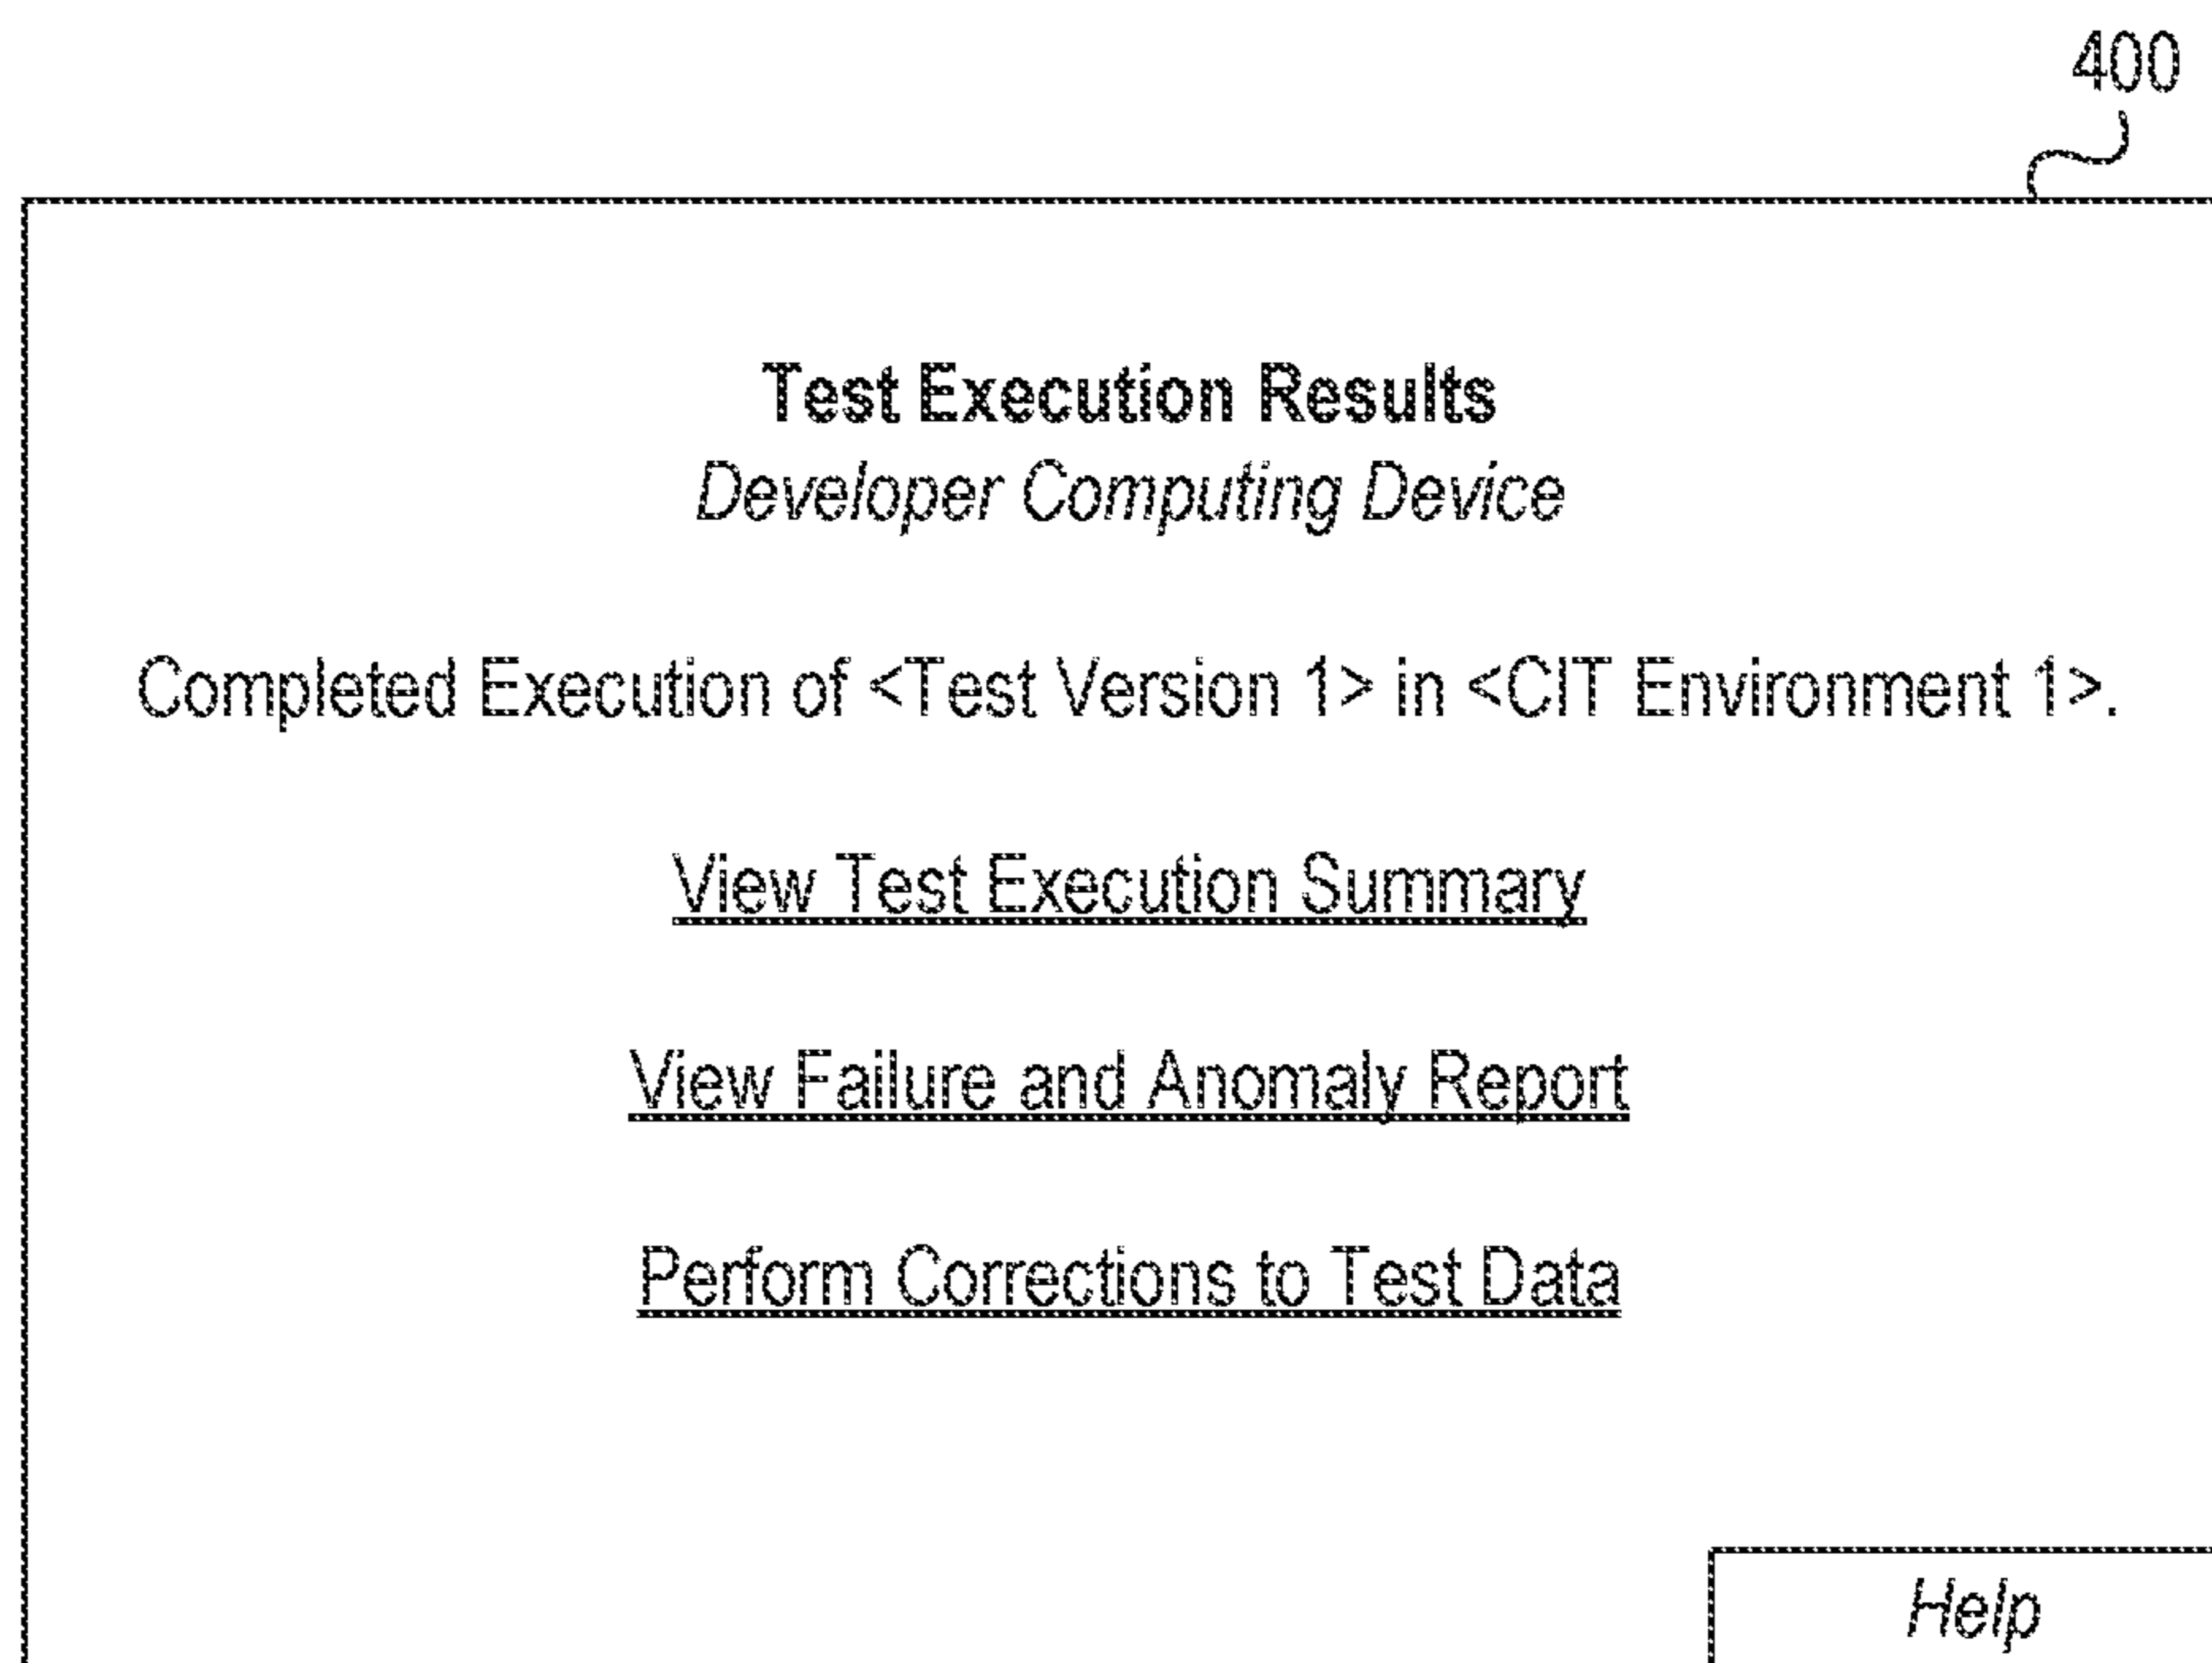 400
Test Execution Results
Developer Computing Device
Completed Execution of <Test Version 1> in <CIT Environment 1>.
View Test Execution Summary
View Failure and Anomaly Report
Perform Corrections to Test Data
Help